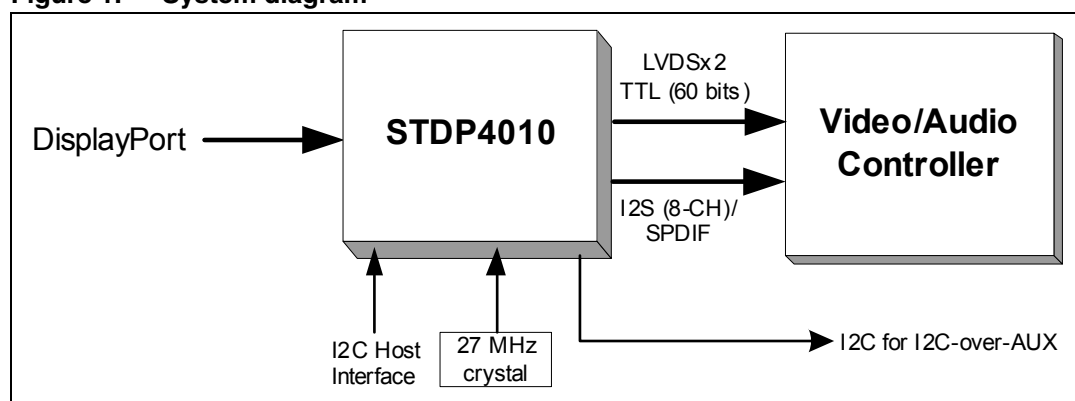 Figure 1. System diagram
DisplayPort
STDP4010
LVDSx2
TTL (60 bits)
I2S (8-CH)/
SPDIF
Video/Audio
Controller
I2C Host
Interface
27 MHz
crystal
I2C for I2C-over-AUX